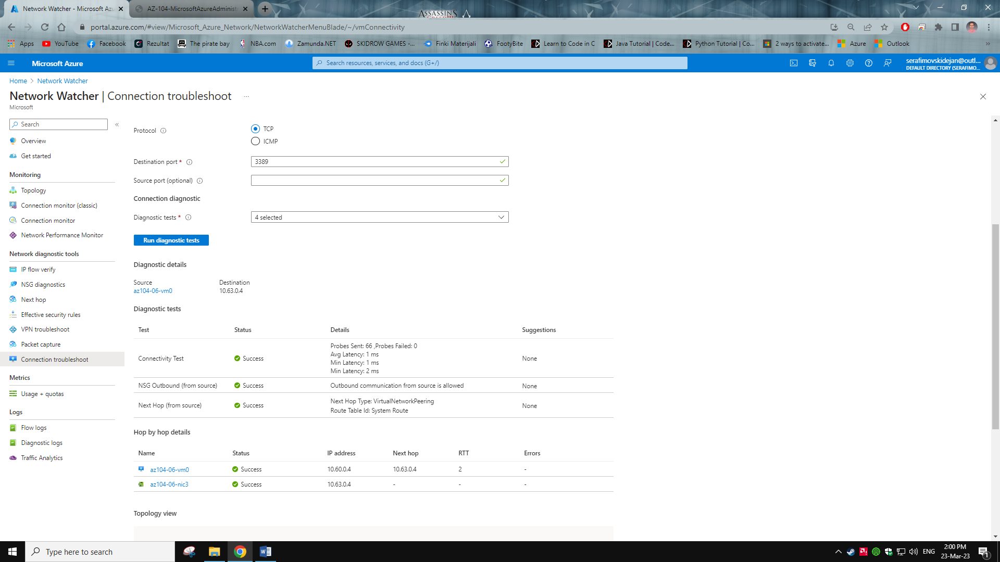 Network Watcher - Microsoft Azu
AZ-104-MicrosoftAzureAdminist
ASSASSINS
portal.azure.com/#view/Microsoft_Azure_Network/NetworkWatcherMenuBlade/~/vmConnectivity
Apps
YouTube
Facebook
Rezultat
The pirate bay
NBA.com
Zamunda.NET
SKIDROW GAMES -...
Finki Materijali
FootyBite
Learn to Code in C
Java Tutorial | Code...
Python Tutorial | Co...
2 ways to activate...
Azure
Outlook
»
Microsoft Azure
Search resources, services, and docs (G+/)
serafimovskidejan@outl...
DEFAULT DIRECTORY (SERAFIMO...
Home > Network Watcher
Network Watcher | Connection troubleshoot ...
Microsoft
Search
«
Overview
Get started
Monitoring
Topology
Connection monitor (classic)
Connection monitor
Network Performance Monitor
Network diagnostic tools
IP flow verify
NSG diagnostics
Next hop
Effective security rules
VPN troubleshoot
Packet capture
Connection troubleshoot
Metrics
Usage + quotas
Logs
Flow logs
Diagnostic logs
Traffic Analytics
Protocol
TCP
ICMP
Destination port *
3389
Source port (optional)
Connection diagnostic
Diagnostic tests *
4 selected
Run diagnostic tests
Diagnostic details
Source Destination
az104-06-vm0 10.63.0.4
Diagnostic tests
Test Status Details Suggestions
Connectivity Test Success
Probes Sent: 66 ,Probes Failed: 0
Avg Latency: 1 ms
Min Latency: 1 ms
Min Latency: 2 ms
None
NSG Outbound (from source) Success Outbound communication from source is allowed None
Next Hop (from source) Success
Next Hop Type: VirtualNetworkPeering
Route Table Id: System Route
None
Hop by hop details
Name Status IP address Next hop RTT Errors
az104-06-vm0 Success 10.60.0.4 10.63.0.4 2 -
az104-06-nic3 Success 10.63.0.4 - - -
Topology view
Type here to search
ENG
2:00 PM
23-Mar-23
1